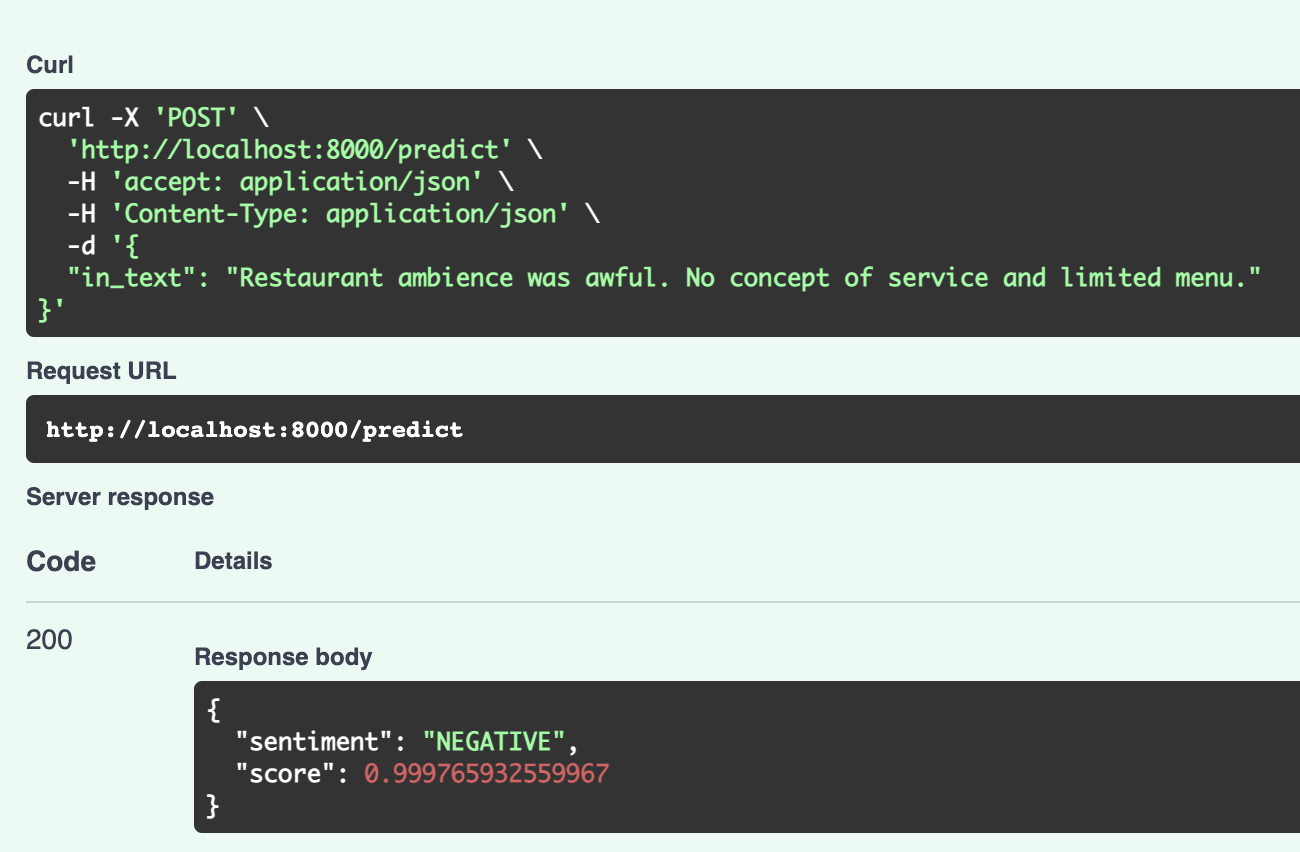 Curl
curl -X 'POST' \
'http://localhost:8000/predict' \
-H 'accept: application/json' \
-H 'Content-Type: application/json' \
-d '{
"in_text": "Restaurant ambience was awful. No concept of service and limited menu."
}'
Request URL
http://localhost:8000/predict
Server response
Code Details
200
Response body
{
"sentiment": "NEGATIVE",
"score": 0.999765932559967
}